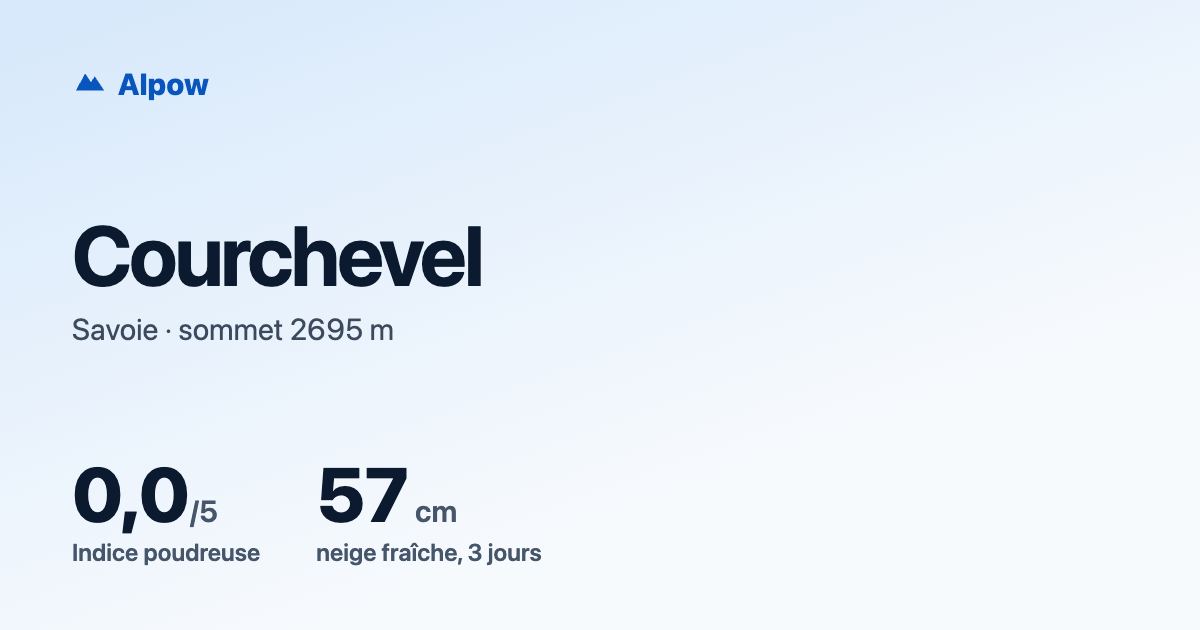 Alpow
Courchevel
Savoie · sommet 2695 m
0,0/5
Indice poudreuse
57 cm
neige fraîche, 3 jours